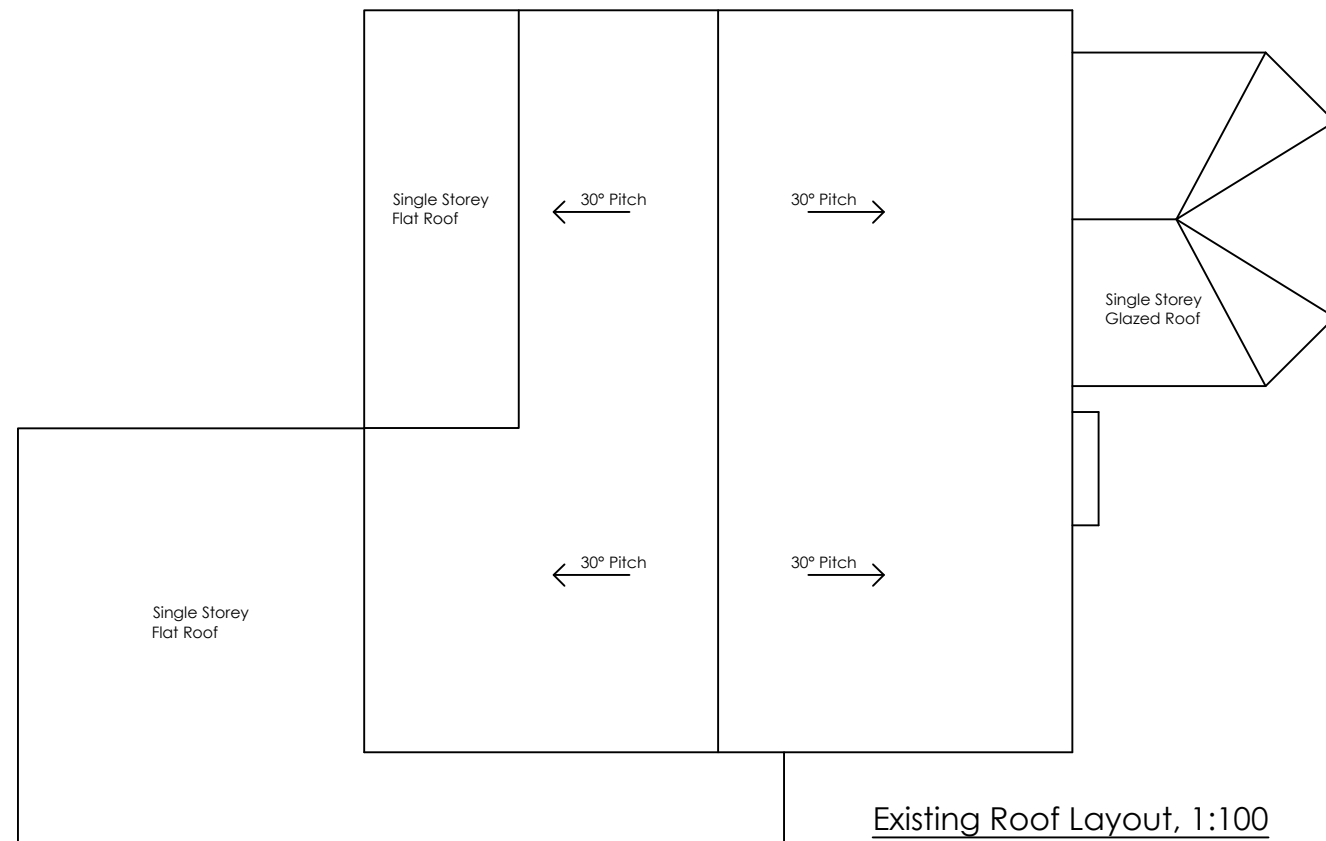 Single Storey
Flat Roof
30° Pitch
30° Pitch
Single Storey
Glazed Roof
30° Pitch
30° Pitch
Single Storey
Flat Roof
Existing Roof Layout, 1:100